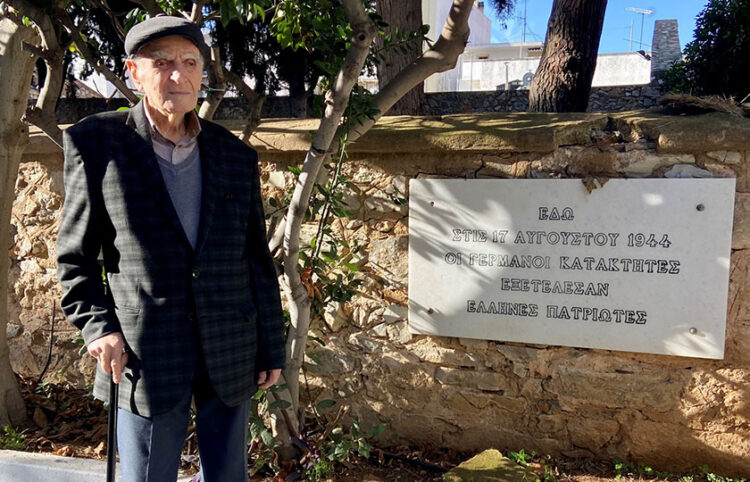 ΕΔΩ
ΣΤΙΣ 17 ΑΥΓΟΥΣΤΟΥ 1944
ΟΙ ΓΕΡΜΑΝΟΙ ΚΑΤΑΚΤΗΤΕΣ
ΕΞΕΤΕΛΕΣΑΝ
ΕΛΛΗΝΕΣ ΠΑΤΡΙΩΤΕΣ